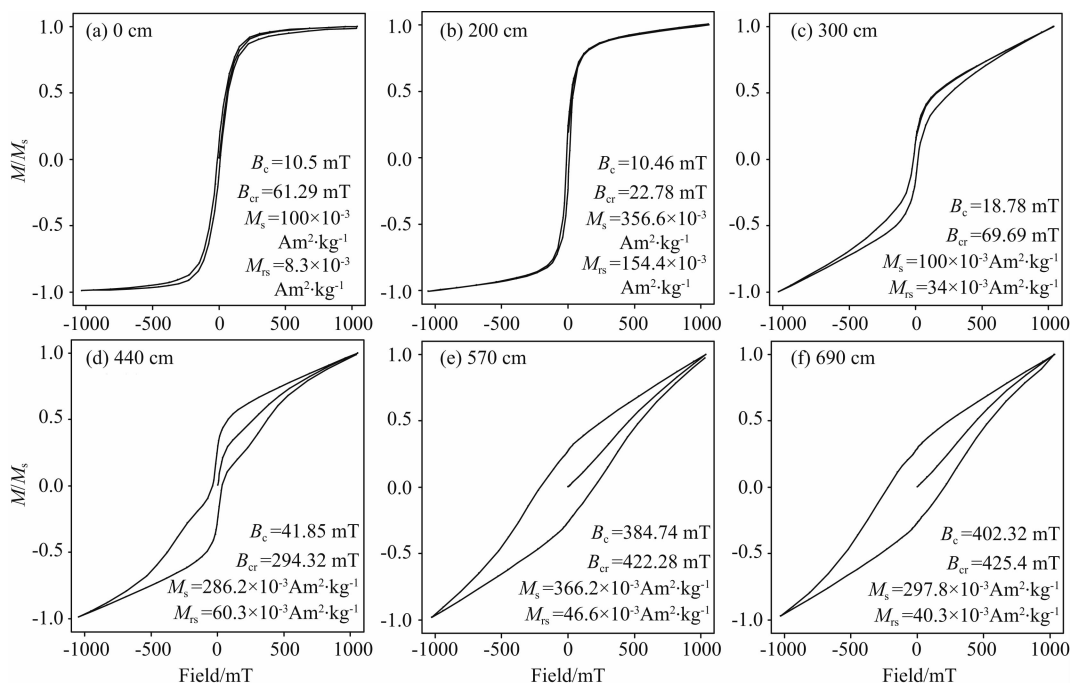 (a) 0 cm
1.0
0.5
0.0
-0.5
-1.0
M/Ms
Bc=10.5 mT
Bcr=61.29 mT
Ms=100×10-3
Am2·kg-1
Mrs=8.3×10-3
Am2·kg-1
-1000 -500 0 500 1000
(b) 200 cm
1.0
0.5
0.0
-0.5
-1.0
Bc=10.46 mT
Bcr=22.78 mT
Ms=356.6×10-3
Am2·kg-1
Mrs=154.4×10-3
Am2·kg-1
-1000 -500 0 500 1000
(c) 300 cm
1.0
0.5
0.0
-0.5
-1.0
Bc=18.78 mT
Bcr=69.69 mT
Ms=100×10-3Am2·kg-1
Mrs=34×10-3Am2·kg-1
-1000 -500 0 500 1000
(d) 440 cm
1.0
0.5
0.0
-0.5
-1.0
M/Ms
Bc=41.85 mT
Bcr=294.32 mT
Ms=286.2×10-3Am2·kg-1
Mrs=60.3×10-3Am2·kg-1
-1000 -500 0 500 1000
Field/mT
(e) 570 cm
1.0
0.5
0.0
-0.5
-1.0
Bc=384.74 mT
Bcr=422.28 mT
Ms=366.2×10-3Am2·kg-1
Mrs=46.6×10-3Am2·kg-1
-1000 -500 0 500 1000
Field/mT
(f) 690 cm
1.0
0.5
0.0
-0.5
-1.0
Bc=402.32 mT
Bcr=425.4 mT
Ms=297.8×10-3Am2·kg-1
Mrs=40.3×10-3Am2·kg-1
-1000 -500 0 500 1000
Field/mT